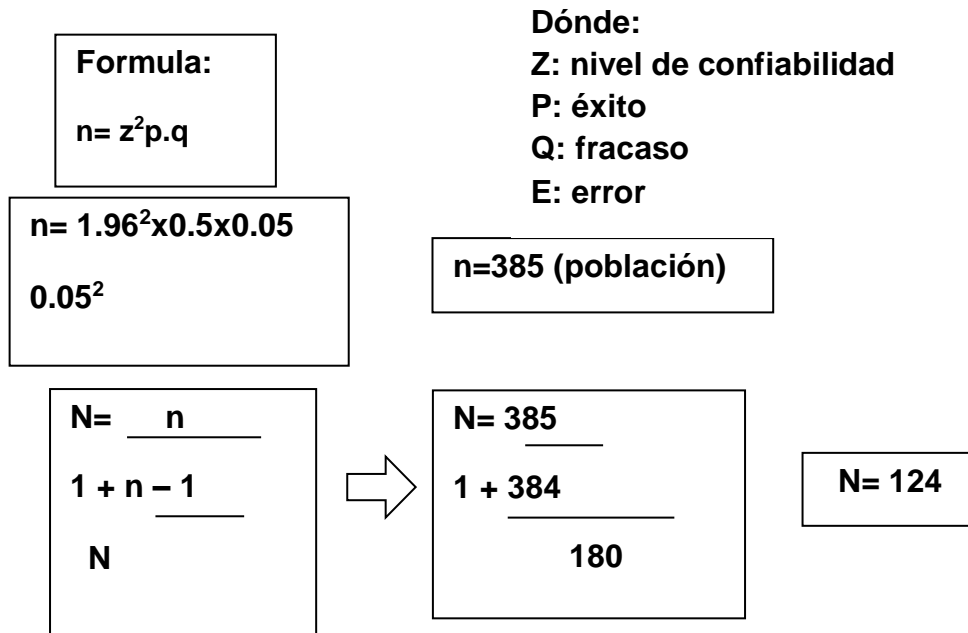 Formula:
n= z²p.q
Dónde:
Z: nivel de confiabilidad
P: éxito
Q: fracaso
E: error
n= 1.96²x0.5x0.05
0.05²
n=385 (población)
N= n
1 + n – 1
N
N= 385
1 + 384
180
N= 124